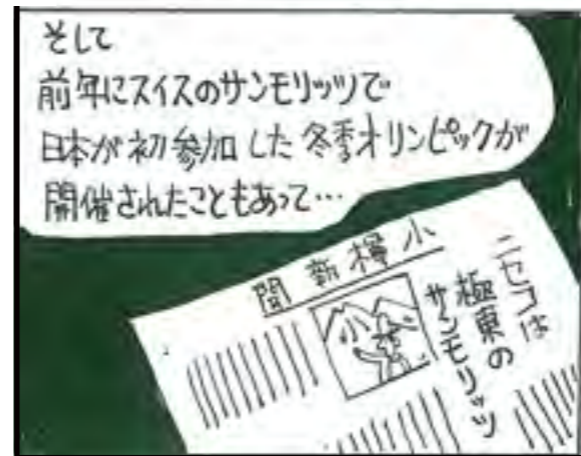 そして
前年にスイスのサンモリッツで
日本が初参加した冬季オリンピックが
開催されたこともあって…
小樽新聞
ニセコは
極東の
サンモリッツ